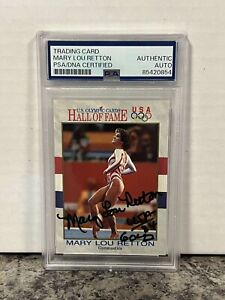 TRADING CARD
MARY LOU RETTON
PSA/DNA CERTIFIED
AUTHENTIC
AUTO
PSA
85420854
U.S. OLYMPIC CARDS
HALL OF FAME
USA
Mary Lou Retton
MARY LOU RETTON
Gymnastics